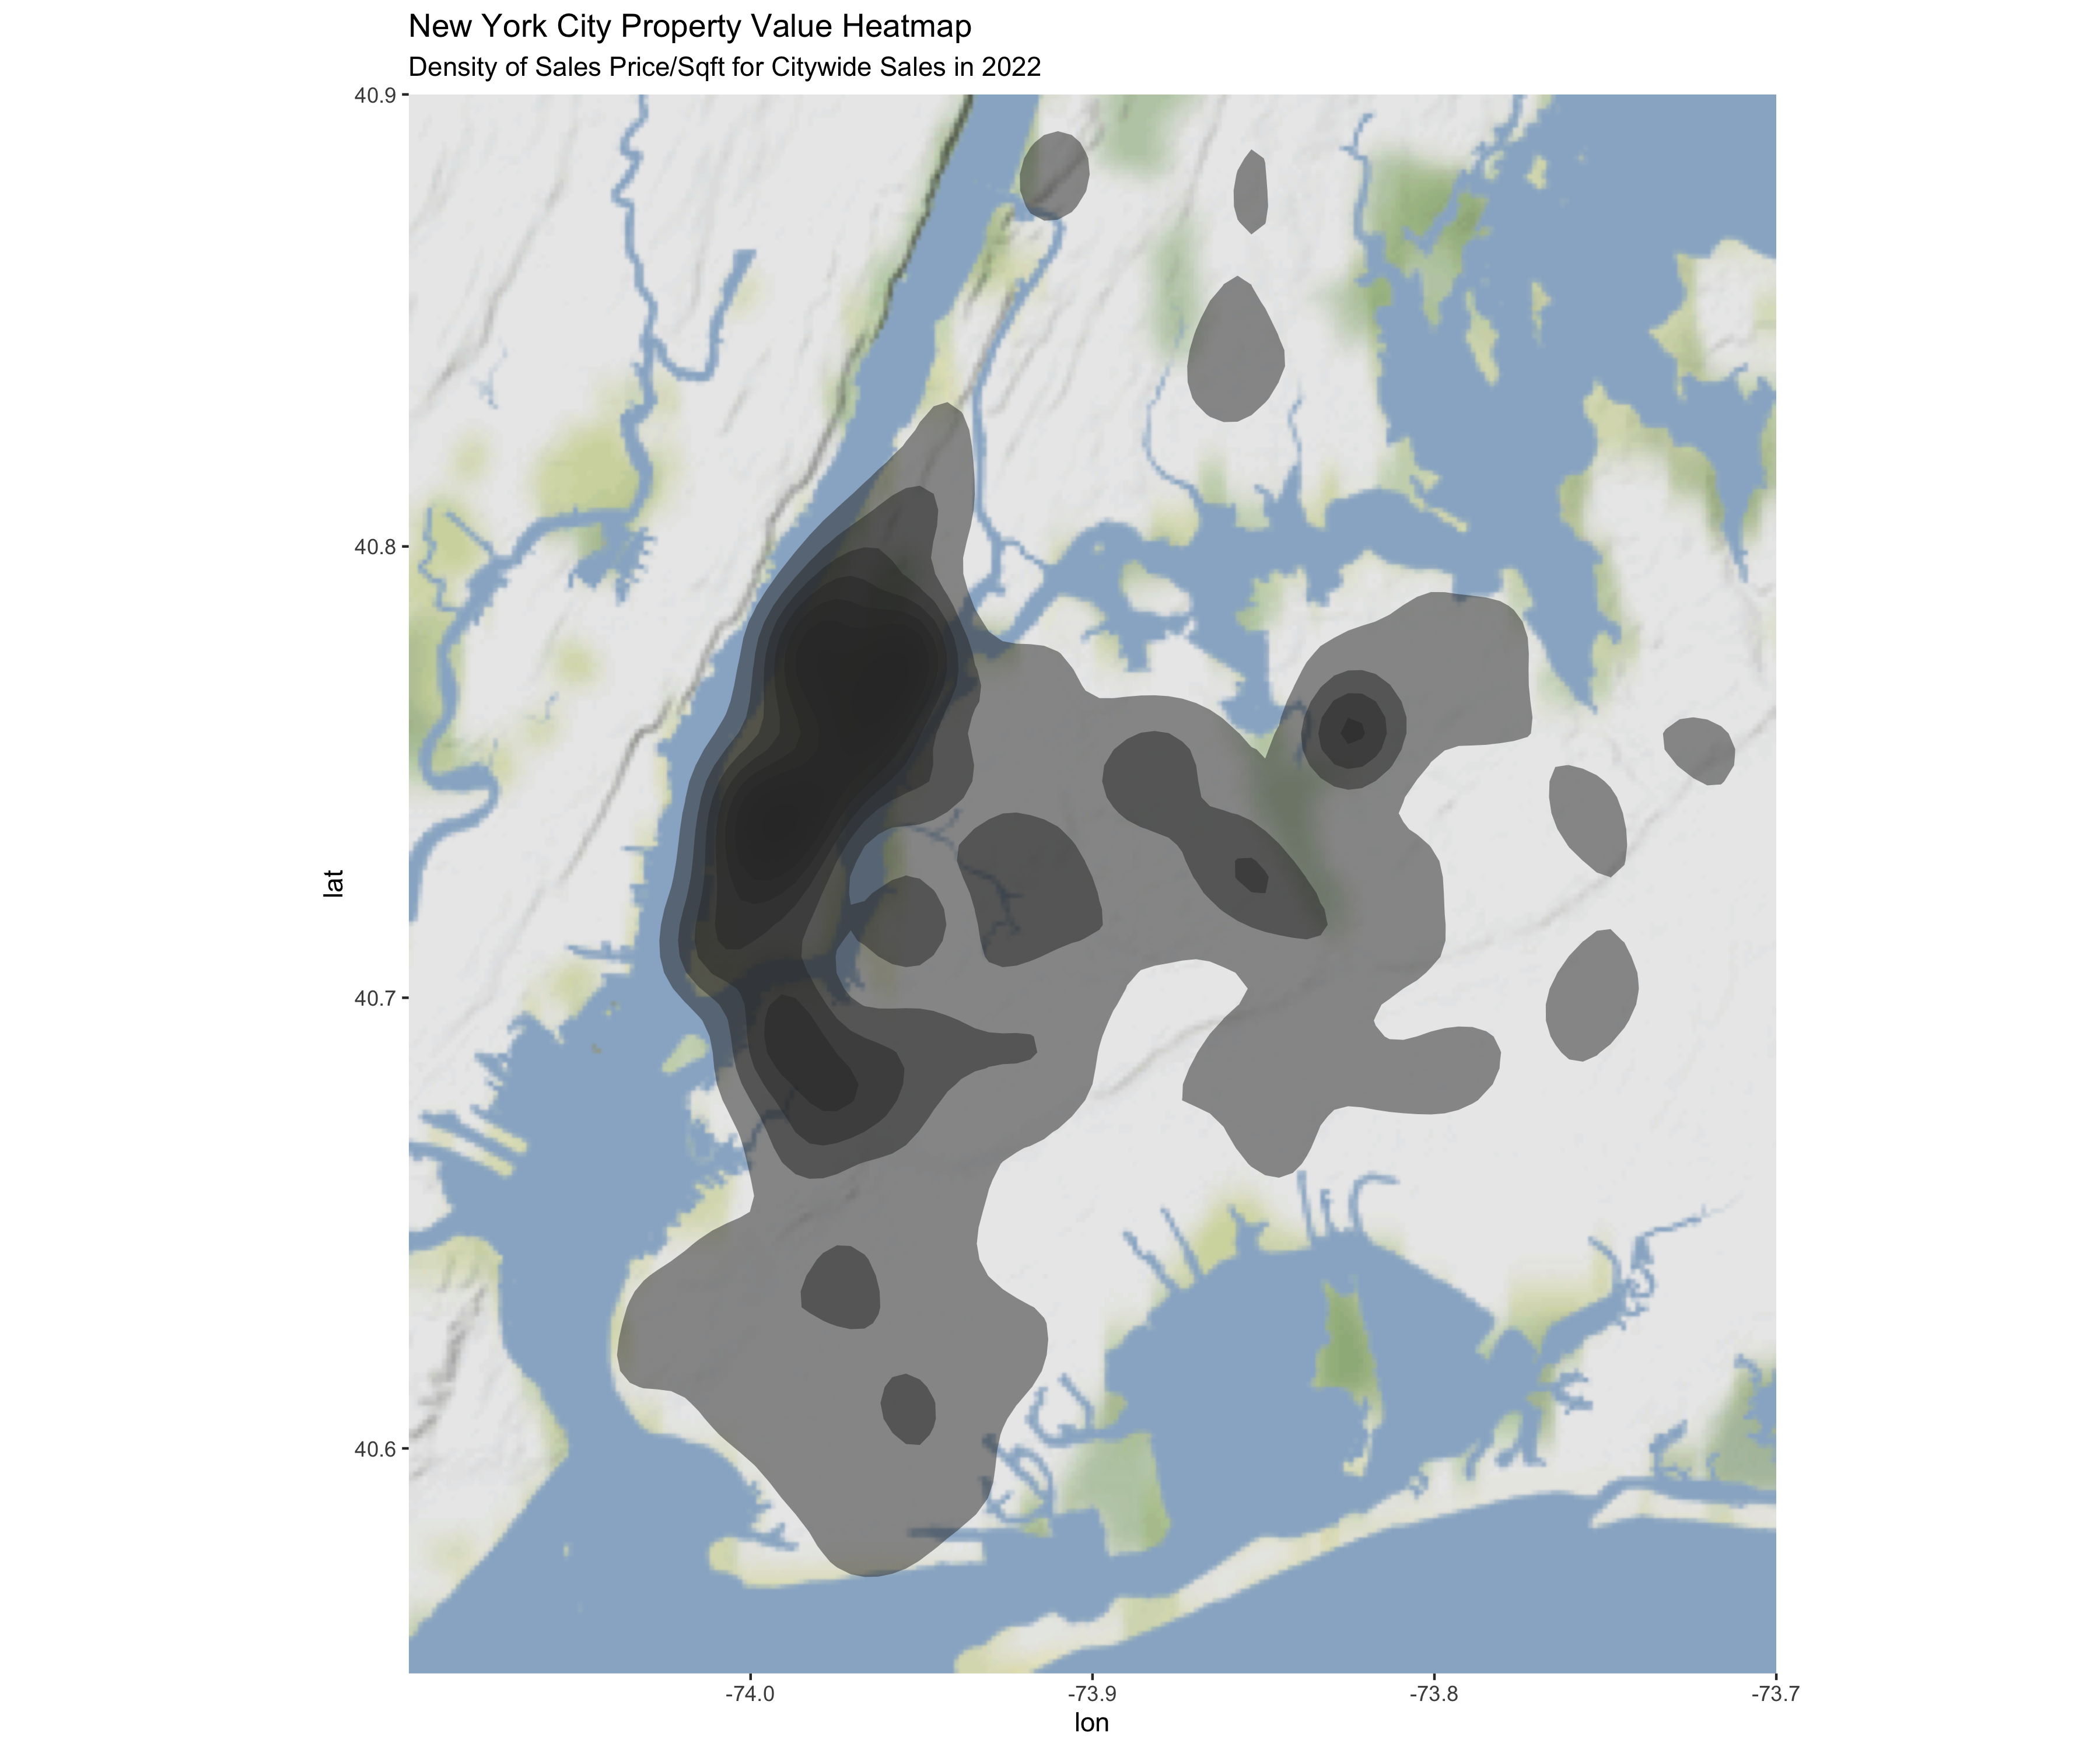 New York City Property Value Heatmap
Density of Sales Price/Sqft for Citywide Sales in 2022
40.9
40.8
lat
40.7
40.6
-74.0
-73.9
-73.8
-73.7
lon